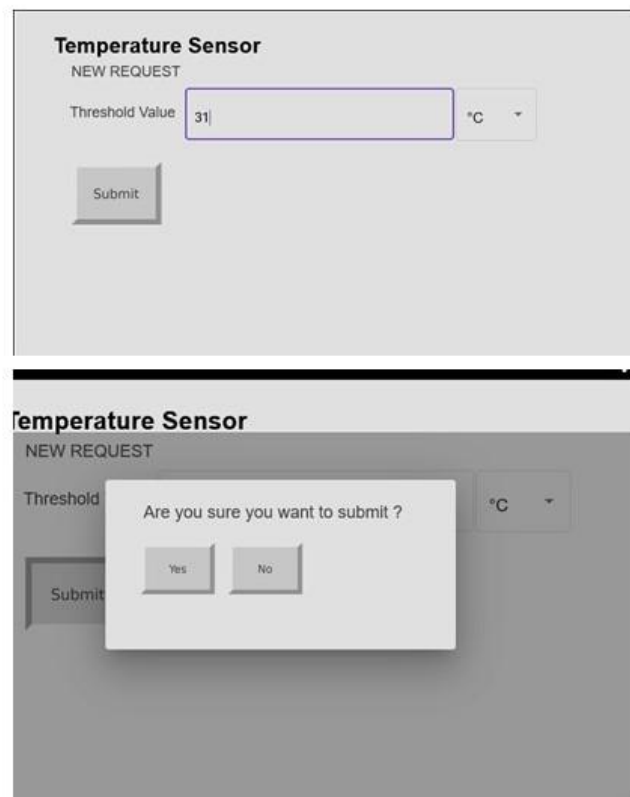 Temperature Sensor
NEW REQUEST
Threshold Value 31 °C
Submit
Temperature Sensor
NEW REQUEST
Threshold °C
Are you sure you want to submit ?
Yes No
Submit